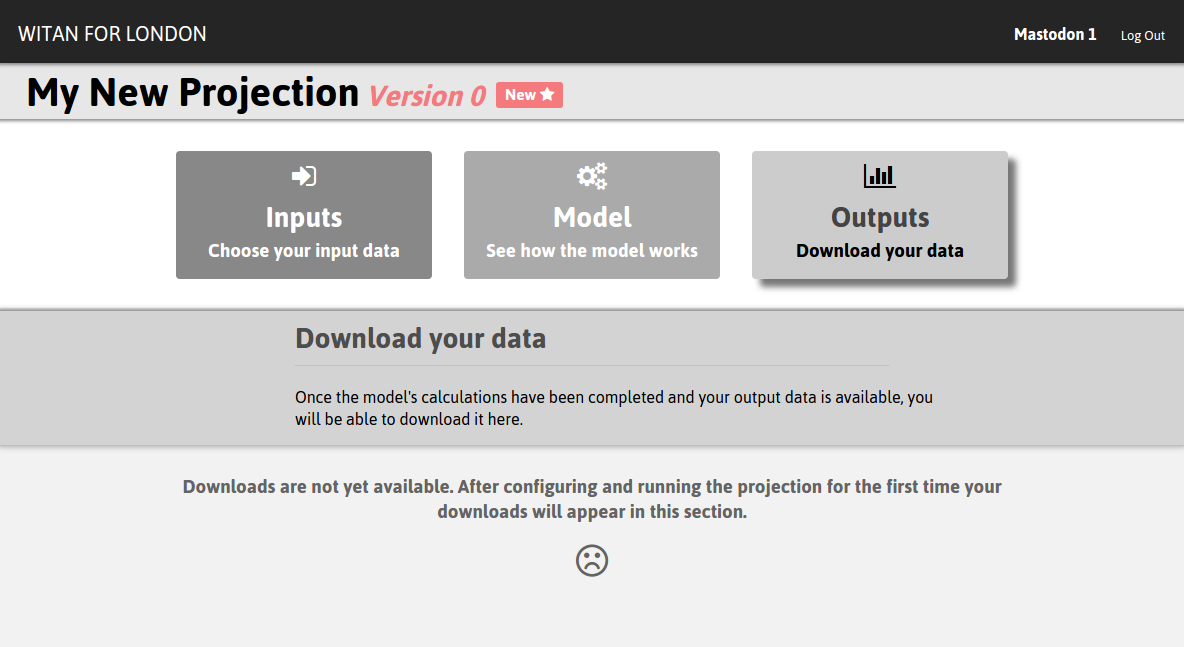 WITAN FOR LONDON
Mastodon 1 Log Out
My New Projection Version 0 New
Inputs
Choose your input data
Model
See how the model works
Outputs
Download your data
Download your data
Once the model's calculations have been completed and your output data is available, you
will be able to download it here.
Downloads are not yet available. After configuring and running the projection for the first time your
downloads will appear in this section.